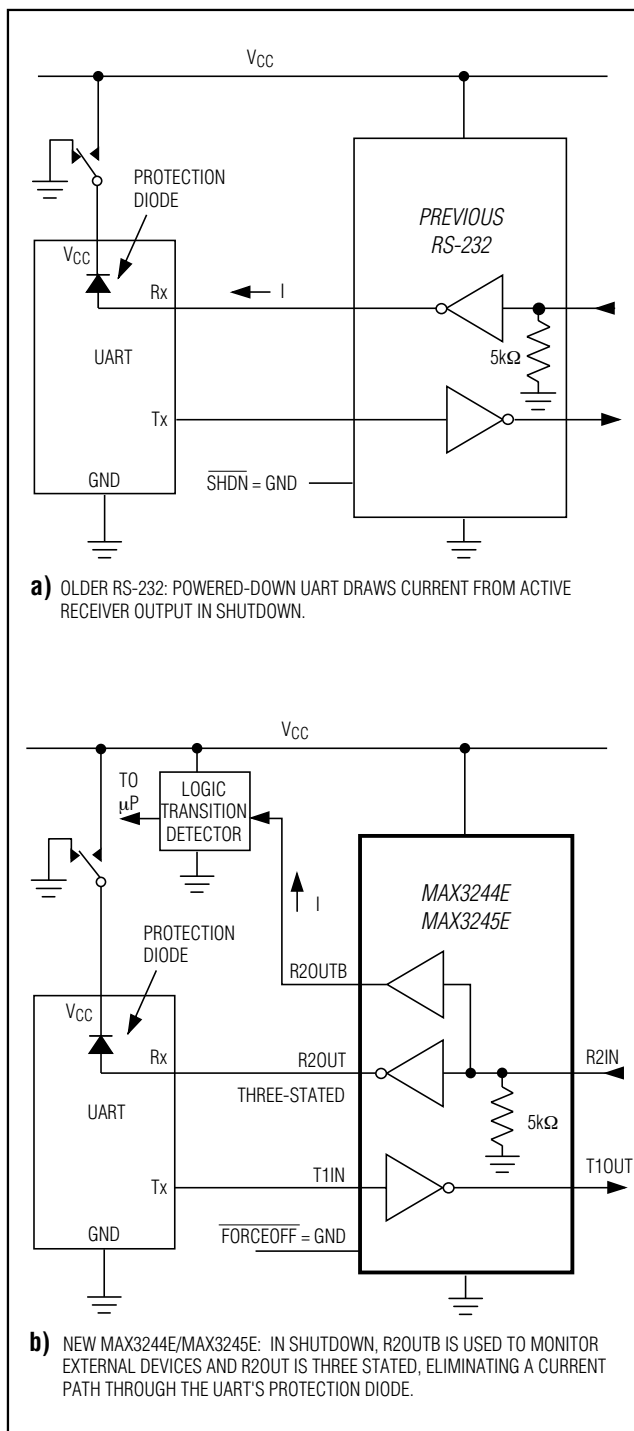 VCC
PROTECTION
DIODE
PREVIOUS
RS-232
VCC
Rx
I
5kΩ
UART
Tx
GND
SHDN = GND
a) OLDER RS-232: POWERED-DOWN UART DRAWS CURRENT FROM ACTIVE
RECEIVER OUTPUT IN SHUTDOWN.
VCC
TO
μP
LOGIC
TRANSITION
DETECTOR
I
MAX3244E
MAX3245E
PROTECTION
DIODE
R2OUTB
VCC
Rx
R2OUT
R2IN
THREE-STATED
UART
5kΩ
Tx
T1IN
T1OUT
GND
FORCEOFF = GND
b) NEW MAX3244E/MAX3245E: IN SHUTDOWN, R2OUTB IS USED TO MONITOR
EXTERNAL DEVICES AND R2OUT IS THREE STATED, ELIMINATING A CURRENT
PATH THROUGH THE UART'S PROTECTION DIODE.